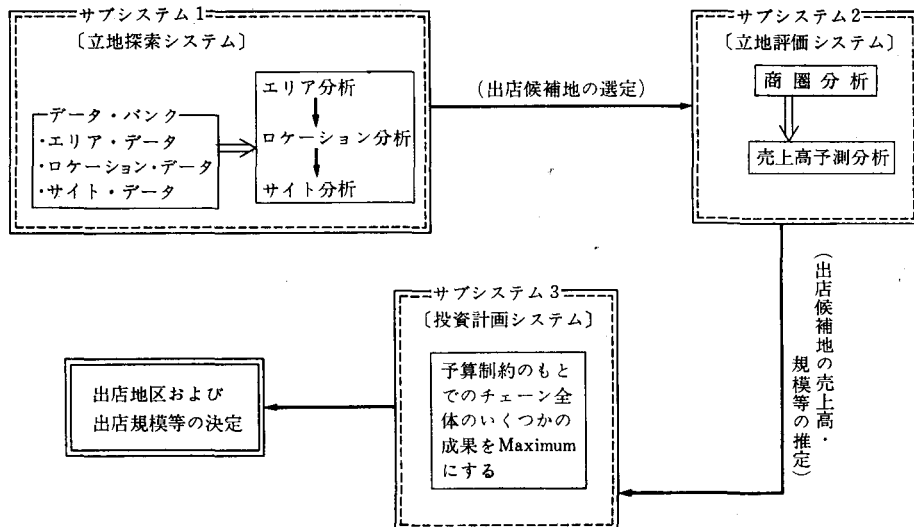 サブシステム1
〔立地探索システム〕
データ・バンク
・エリア・データ
・ロケーション・データ
・サイト・データ
エリア分析
ロケーション分析
サイト分析
(出店候補地の選定)
サブシステム2
〔立地評価システム〕
商圏分析
売上高予測分析
(出店候補地の売上高・
規模等の推定)
サブシステム3
〔投資計画システム〕
予算制約のもと
でのチェーン全
体のいくつかの
成果をMaximum
にする
出店地区および
出店規模等の決定